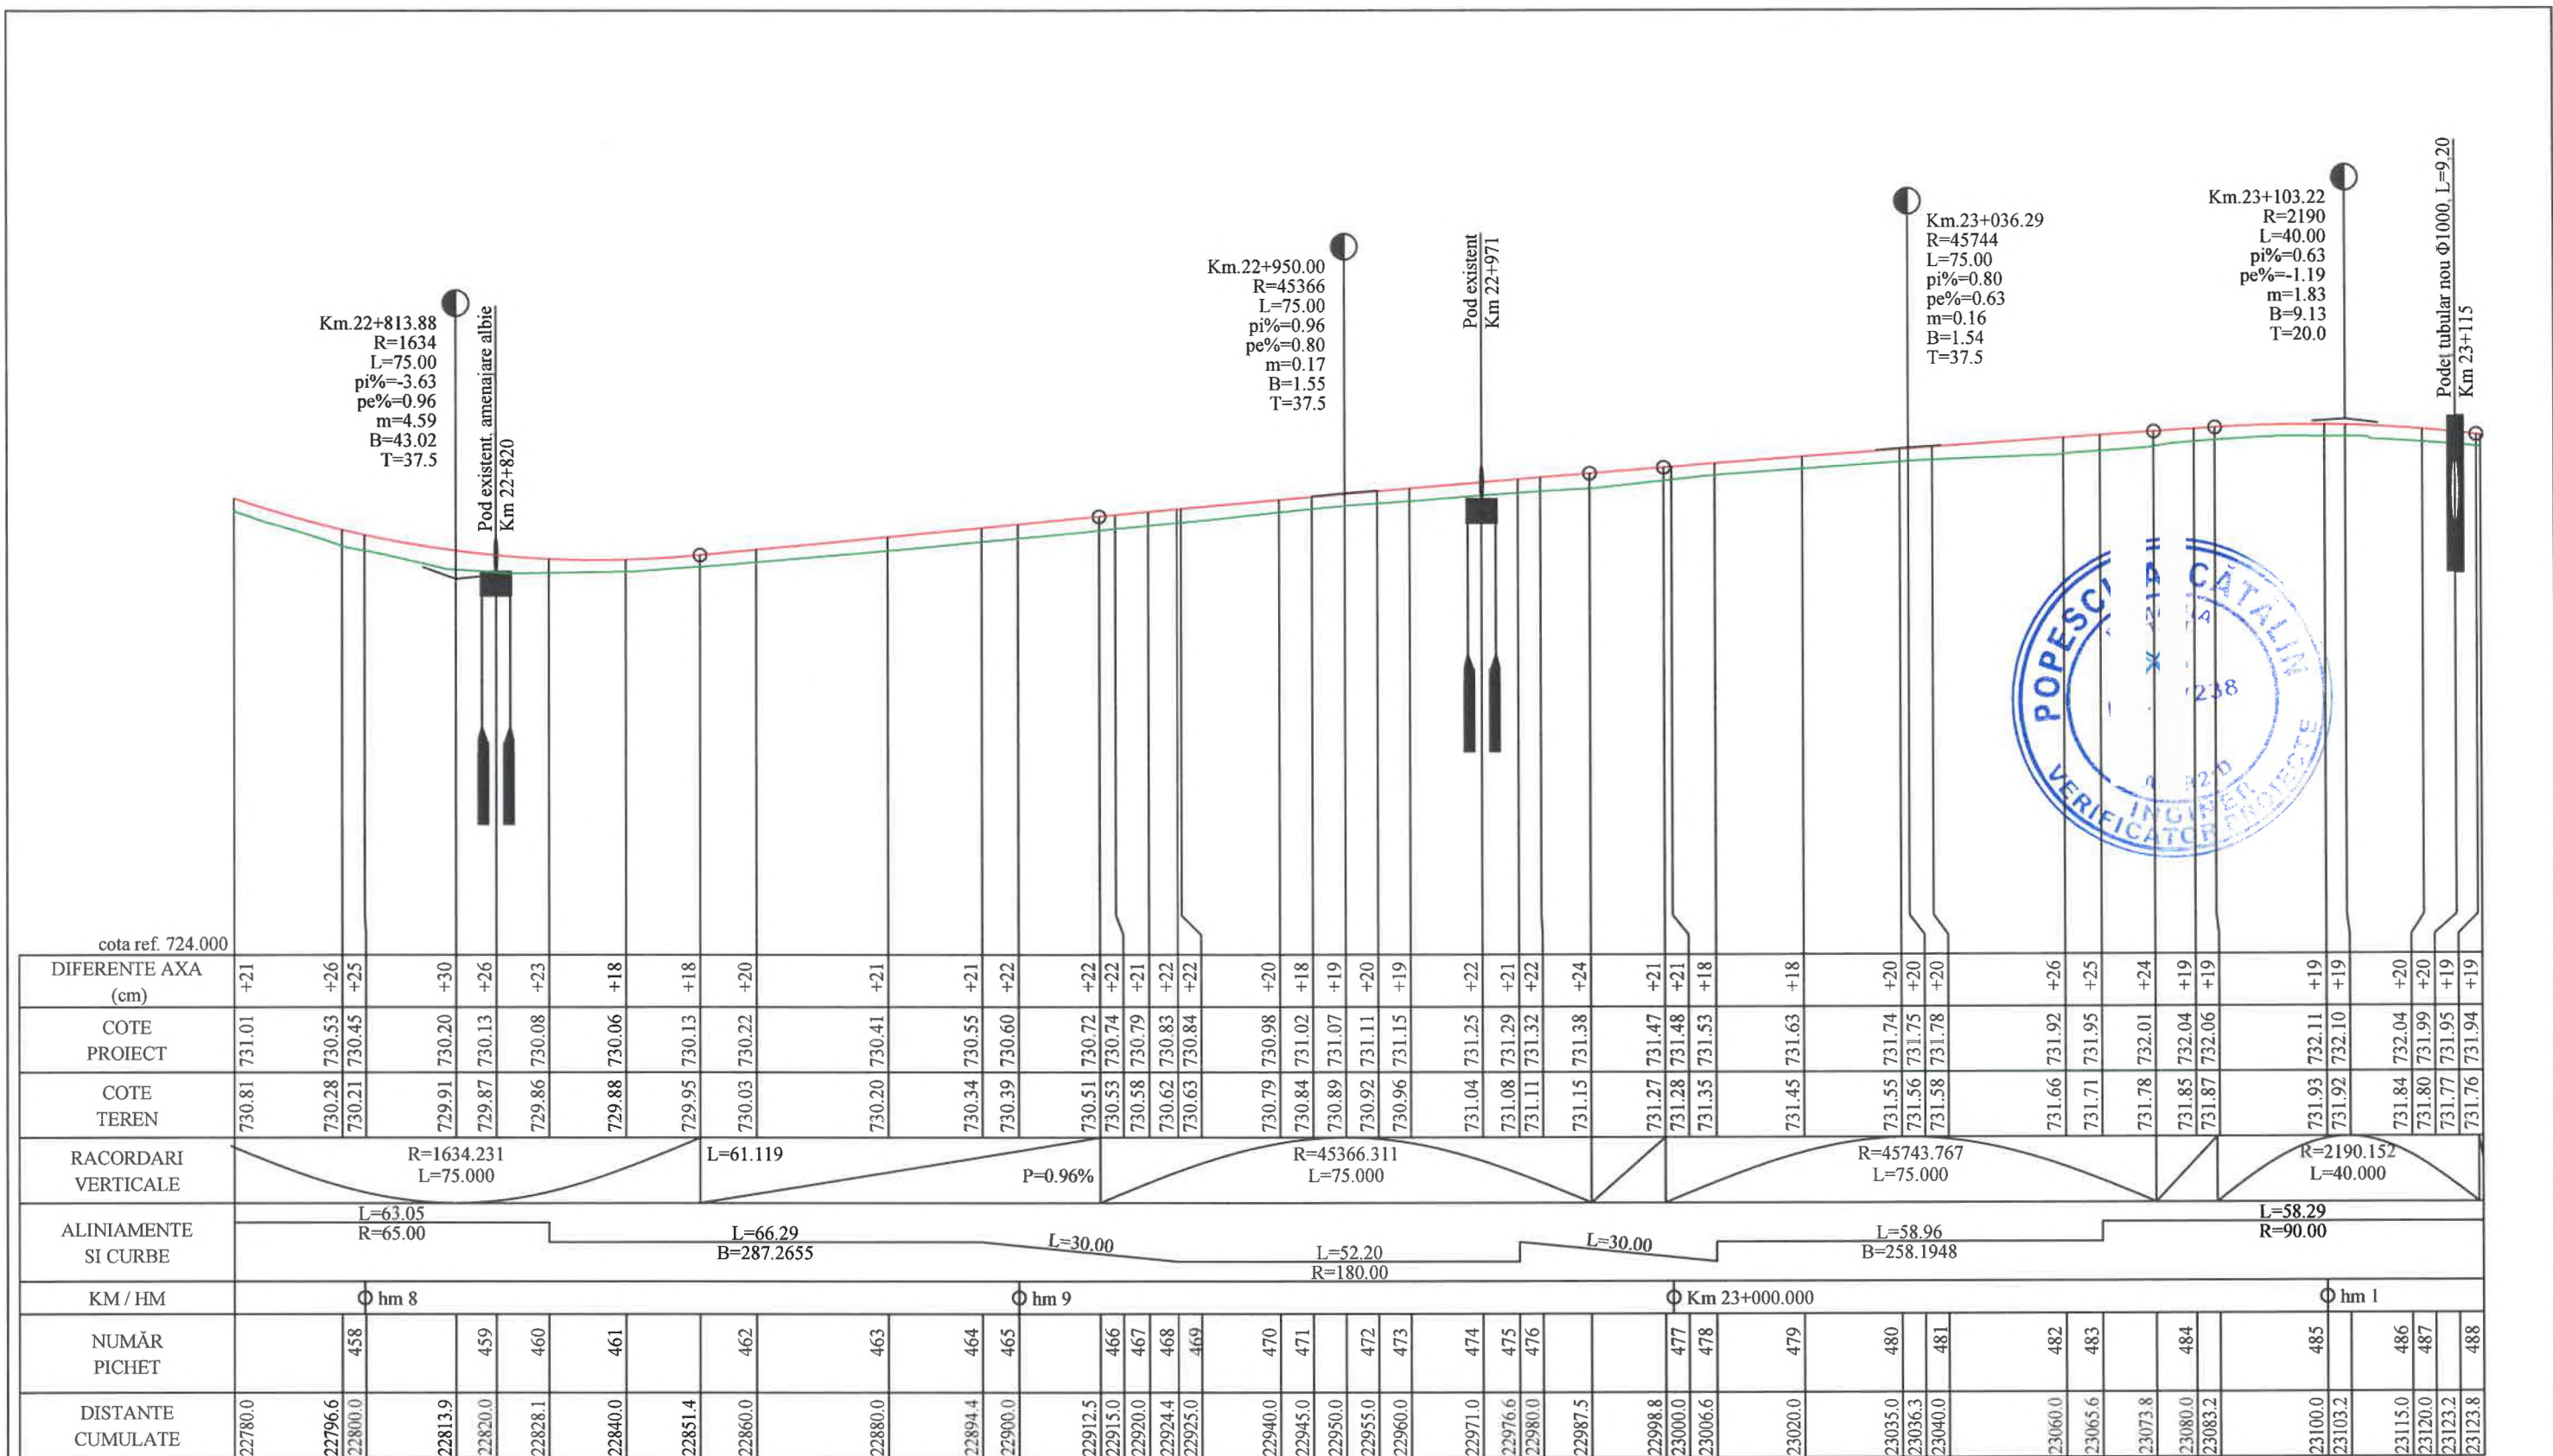 Km.22+813.88
R=1634
L=75.00
pi%=-3.63
pe%=0.96
m=4.59
B=43.02
T=37.5
Pod existent, amenajare albie
Km 22+820
Km.22+950.00
R=45366
L=75.00
pi%=0.96
pe%=0.80
m=0.17
B=1.55
T=37.5
Pod existent
Km 22+971
Km.23+036.29
R=45744
L=75.00
pi%=0.80
pe%=0.63
m=0.16
B=1.54
T=37.5
Km.23+103.22
R=2190
L=40.00
pi%=0.63
pe%=-1.19
m=1.83
B=9.13
T=20.0
Podeț tubular nou Φ1000, L=9,20
Km 23+115
CĂTĂLIN
VERIFICATOR PROIECTE
INGINER
cota ref. 724.000
DIFERENTE AXA
(cm)
+21 +26 +25 +30 +26 +23 +18 +18 +20 +21 +21 +22 +22 +22 +21 +22 +22 +20 +18 +19 +20 +19 +22 +21 +22 +24 +21 +21 +18 +18 +20 +20 +20 +26 +25 +24 +19 +19 +19 +19 +20 +20 +19 +19
COTE
PROIECT
731.01 730.53 730.45 730.20 730.13 730.08 730.06 730.13 730.22 730.41 730.55 730.60 730.72 730.74 730.79 730.83 730.84 730.98 731.02 731.07 731.11 731.15 731.25 731.29 731.32 731.38 731.47 731.48 731.53 731.63 731.74 731.75 731.78 731.92 731.95 732.01 732.04 732.06 732.11 732.10 732.04 731.99 731.95 731.94
COTE
TEREN
730.81 730.28 730.21 729.91 729.87 729.86 729.88 729.95 730.03 730.20 730.34 730.39 730.51 730.53 730.58 730.62 730.63 730.79 730.84 730.89 730.92 730.96 731.04 731.08 731.11 731.15 731.27 731.28 731.35 731.45 731.55 731.56 731.58 731.66 731.71 731.78 731.85 731.87 731.93 731.92 731.84 731.80 731.77 731.76
RACORDARI
VERTICALE
R=1634.231
L=75.000
L=61.119
P=0.96%
R=45366.311
L=75.000
R=45743.767
L=75.000
R=2190.152
L=40.000
ALINIAMENTE
SI CURBE
L=63.05
R=65.00
L=66.29
B=287.2655
L=30.00
L=52.20
R=180.00
L=30.00
L=58.96
B=258.1948
L=58.29
R=90.00
KM / HM
hm 8
hm 9
Km 23+000.000
hm 1
NUMĂR
PICHET
458 459 460 461 462 463 464 465 466 467 468 469 470 471 472 473 474 475 476 477 478 479 480 481 482 483 484 485 486 487 488
DISTANTE
CUMULATE
22780.0 22796.6 22800.0 22813.9 22820.0 22828.1 22840.0 22851.4 22860.0 22880.0 22894.4 22900.0 22912.5 22915.0 22920.0 22924.4 22925.0 22940.0 22945.0 22950.0 22955.0 22960.0 22971.0 22976.6 22980.0 22987.5 22998.8 23000.0 23006.6 23020.0 23035.0 23036.3 23040.0 23060.0 23065.6 23073.8 23080.0 23083.2 23100.0 23103.2 23115.0 23120.0 23123.2 23123.8